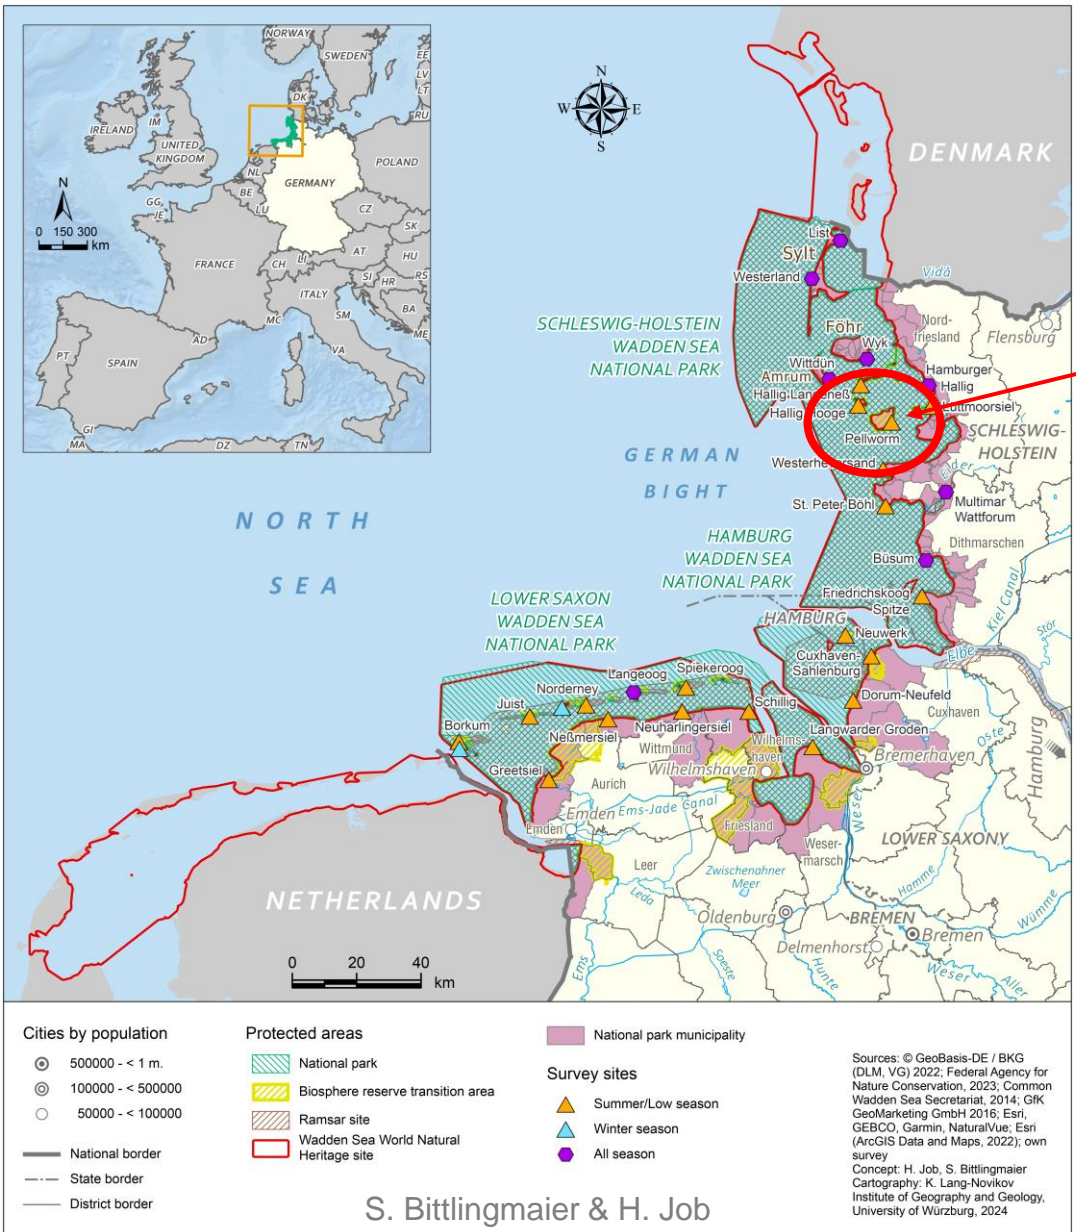 NORWAY
SWEDEN
EE
LV
LT
RU
DK
IRELAND
IM
UNITED
KINGDOM
NL
BE
LU
GERMANY
POLAND
GG
JE
CZ
SK
AT
HU
FRANCE
CH
LI
SI
HR
RS
ITALY
SM
BA
MC
AD
VA
ME
PT
SPAIN
GI
MA
DZ
TN
N
0 150 300
km
N
W
E
S
DENMARK
List
Sylt
Westerland
Vidå
SCHLESWIG-HOLSTEIN
WADDEN SEA
NATIONAL PARK
Föhr
Nord-
friesland
Flensburg
Wyk
Wittdün
Amrum
Hamburger
Hallig
Hallig Langeneß
Hallig Hooge
Lüttmoorsiel
Pellworm
SCHLESWIG-
HOLSTEIN
GERMAN
BIGHT
Westerheversand
Eider
St. Peter Böhl
Multimar
Wattforum
NORTH
SEA
HAMBURG
WADDEN SEA
NATIONAL PARK
Dithmarschen
Büsum
Friedrichskoog
Spitze
Kiel Canal
Stör
LOWER SAXON
WADDEN SEA
NATIONAL PARK
HAMBURG
Neuwerk
Cuxhaven-
Sahlenburg
Elbe
Spiekeroog
Langeoog
Norderney
Juist
Schillig
Dorum-Neufeld
Cuxhaven
Borkum
Neßmersiel
Neuharlingersiel
Langwarder Groden
Oste
Hamburg
Wittmund
Wilhelms-
haven
Bremerhaven
Greetsiel
Aurich
Wilhelmshaven
Ems-Jade Canal
Emden
Emden
Friesland
Weser
LOWER SAXONY
Leer
Weser-
marsch
NETHERLANDS
Zwischenahner
Meer
Hamme
Wümme
Leda
Oldenburg
BREMEN
Bremen
Delmenhorst
Ems
Soeste
Hunte
Weser
Aller
0 20 40
km
Cities by population
500000 - < 1 m.
100000 - < 500000
50000 - < 100000
National border
State border
District border
Protected areas
National park
Biosphere reserve transition area
Ramsar site
Wadden Sea World Natural
Heritage site
National park municipality
Survey sites
Summer/Low season
Winter season
All season
Sources: © GeoBasis-DE / BKG
(DLM, VG) 2022; Federal Agency for
Nature Conservation, 2023; Common
Wadden Sea Secretariat, 2014; GfK
GeoMarketing GmbH 2016; Esri,
GEBCO, Garmin, NaturalVue; Esri
(ArcGIS Data and Maps, 2022); own
survey
Concept: H. Job, S. Bittlingmaier
Cartography: K. Lang-Novikov
Institute of Geography and Geology,
University of Würzburg, 2024
S. Bittlingmaier & H. Job